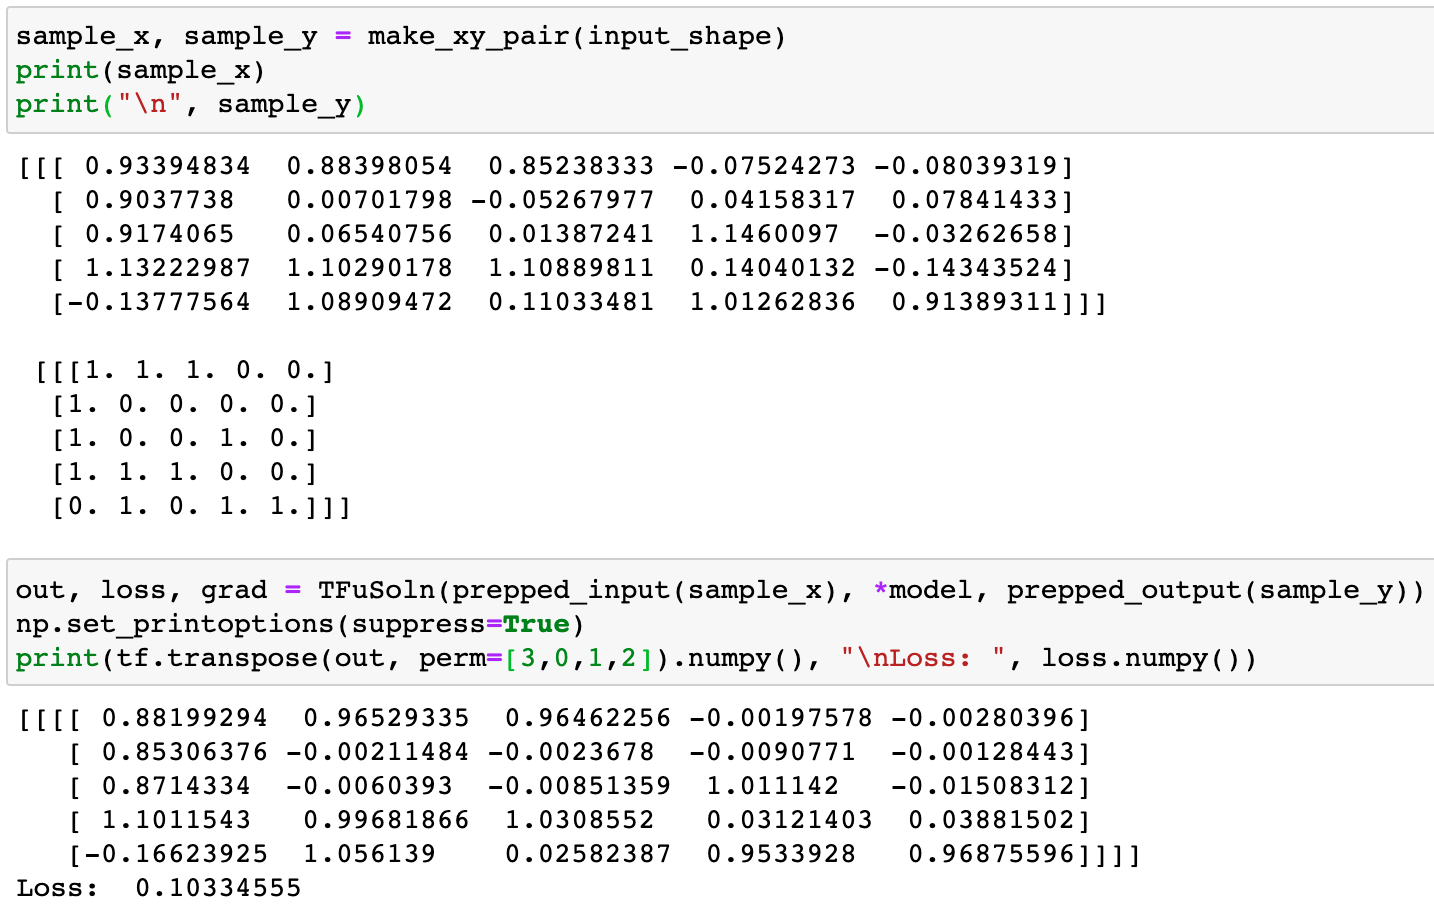 sample_x, sample_y = make_xy_pair(input_shape)
print(sample_x)
print("\n", sample_y)
[[[ 0.93394834  0.88398054  0.85238333 -0.07524273 -0.08039319]
  [ 0.9037738   0.00701798 -0.05267977  0.04158317  0.07841433]
  [ 0.9174065   0.06540756  0.01387241  1.1460097  -0.03262658]
  [ 1.13222987  1.10290178  1.10889811  0.14040132 -0.14343524]
  [-0.13777564  1.08909472  0.11033481  1.01262836  0.91389311]]]
 [[[1. 1. 1. 0. 0.]
  [1. 0. 0. 0. 0.]
  [1. 0. 0. 1. 0.]
  [1. 1. 1. 0. 0.]
  [0. 1. 0. 1. 1.]]]
out, loss, grad = TFuSoln(prepped_input(sample_x), *model, prepped_output(sample_y))
np.set_printoptions(suppress=True)
print(tf.transpose(out, perm=[3,0,1,2]).numpy(), "\nLoss: ", loss.numpy())
[[[[ 0.88199294  0.96529335  0.96462256 -0.00197578 -0.00280396]
   [ 0.85306376 -0.00211484 -0.0023678  -0.0090771  -0.00128443]
   [ 0.8714334  -0.0060393  -0.00851359  1.011142   -0.01508312]
   [ 1.1011543   0.99681866  1.0308552   0.03121403  0.03881502]
   [-0.16623925  1.056139    0.02582387  0.9533928   0.96875596]]]]
Loss:  0.10334555